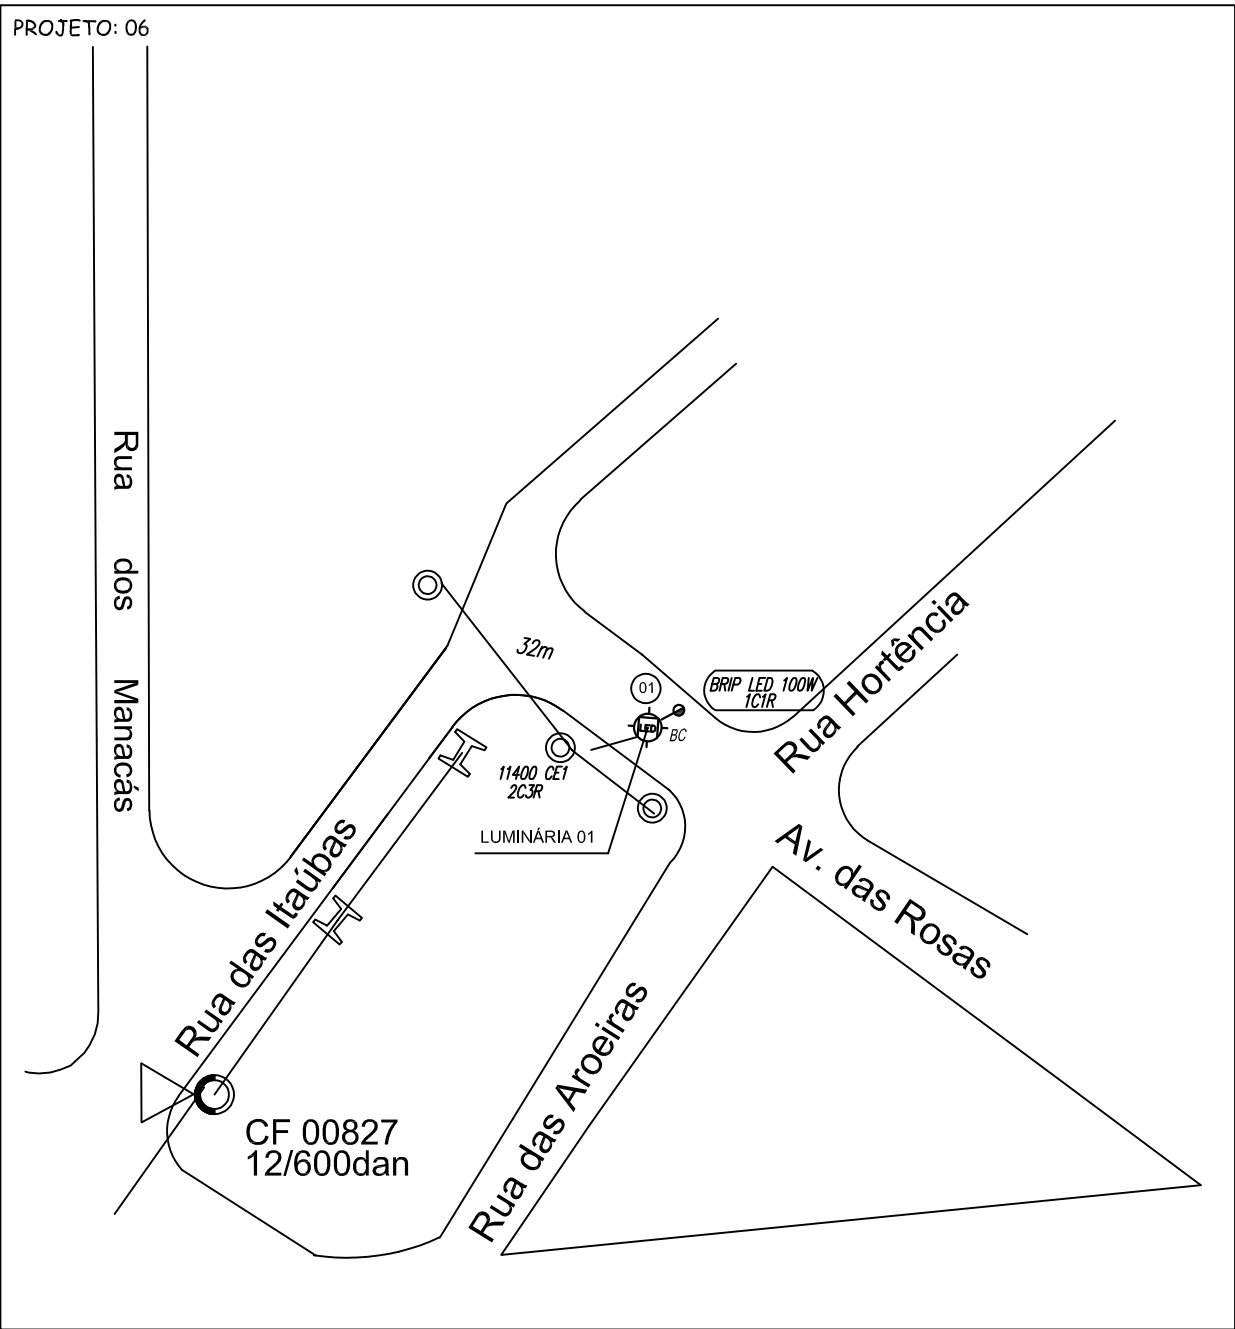 PROJETO: 06
Rua dos Manacás
32m
01
BRIP LED 100W
1C1R
LED
BC
Rua Hortência
11400 CE1
2C3R
LUMINÁRIA 01
Rua das Itaúbas
Av. das Rosas
Rua das Aroeiras
CF 00827
12/600dan